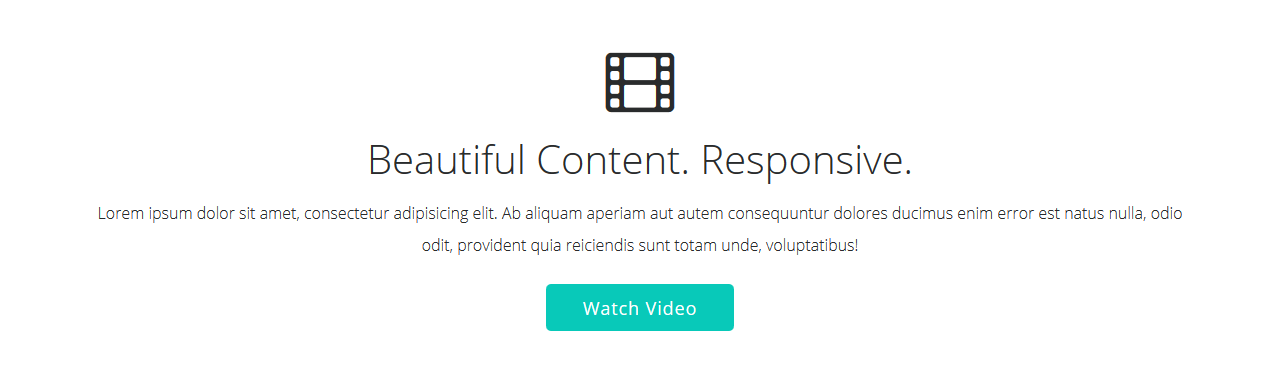 Beautiful Content. Responsive.
Lorem ipsum dolor sit amet, consectetur adipisicing elit. Ab aliquam aperiam aut autem consequuntur dolores ducimus enim error est natus nulla, odio
odit, provident quia reiciendis sunt totam unde, voluptatibus!
Watch Video